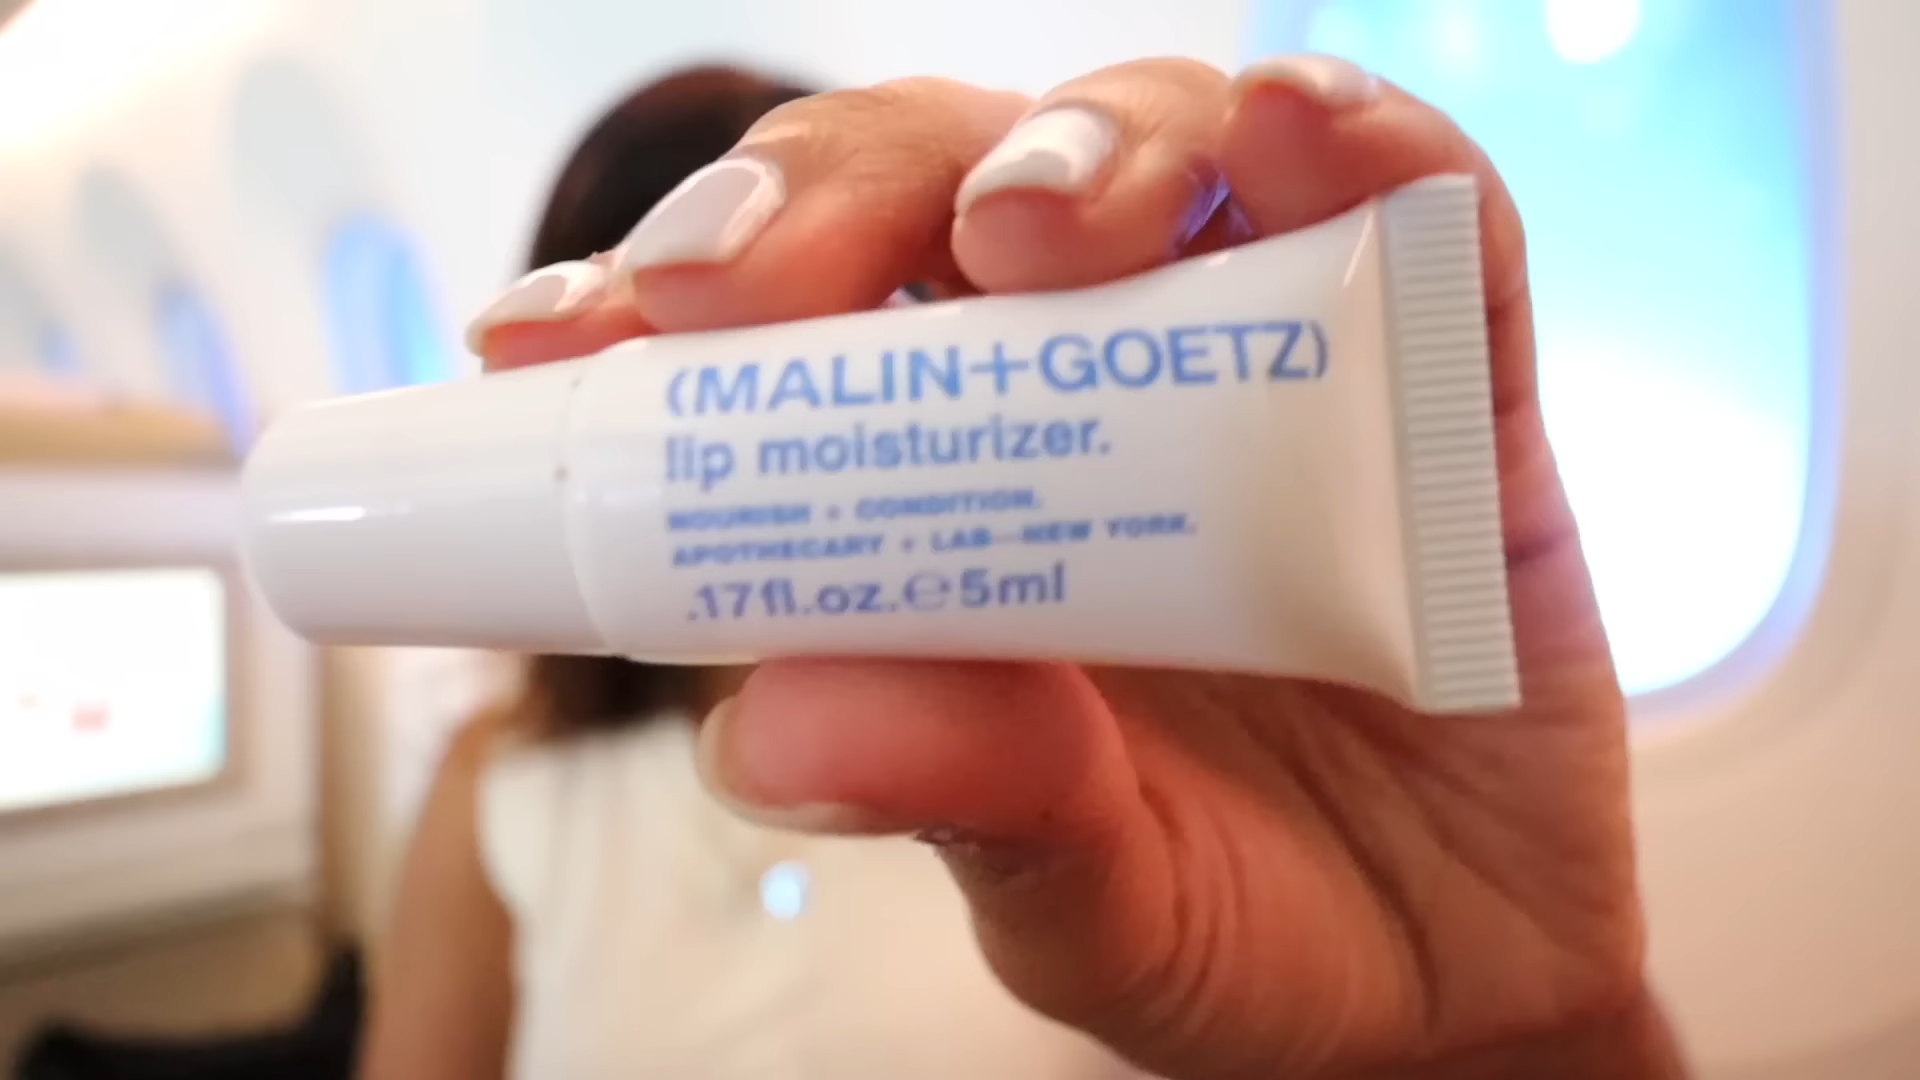 (MALIN+GOETZ)
lip moisturizer.
NOURISH + CONDITION.
APOTHECARY + LAB—NEW YORK.
.17fl.oz.℮5ml